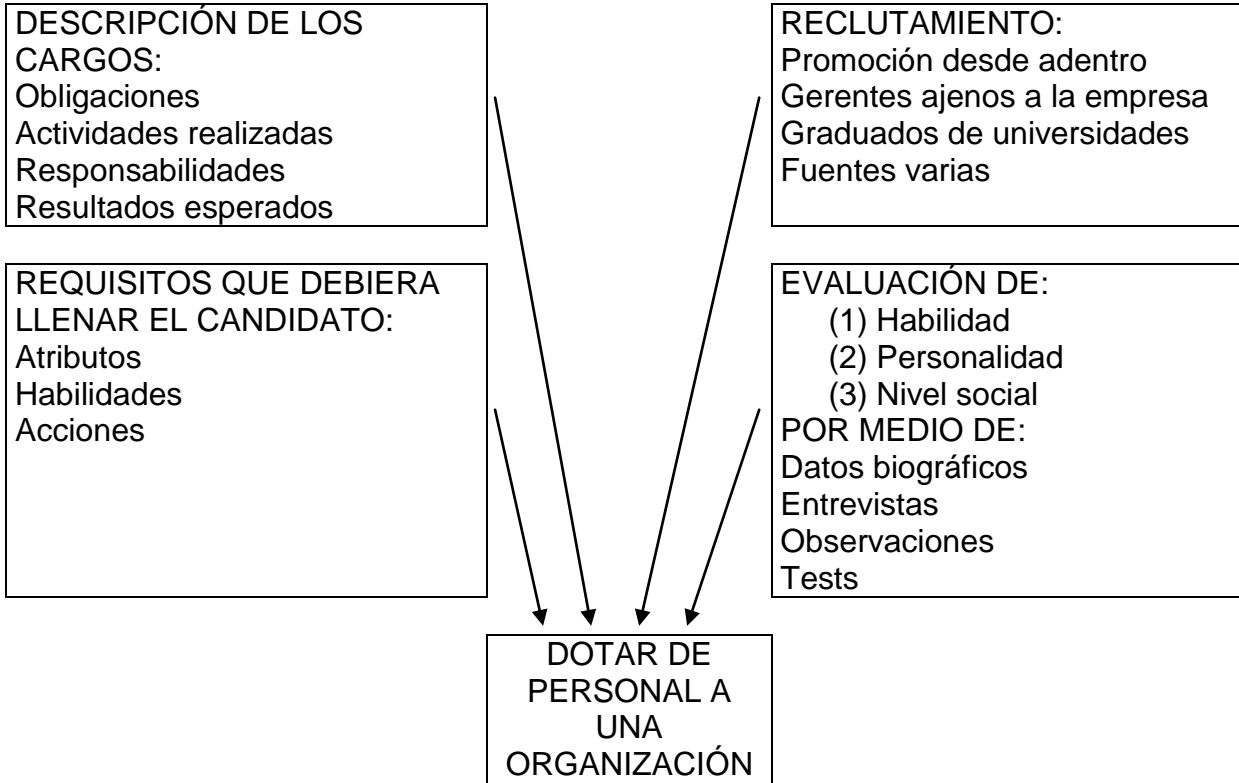 DESCRIPCIÓN DE LOS
CARGOS:
Obligaciones
Actividades realizadas
Responsabilidades
Resultados esperados
RECLUTAMIENTO:
Promoción desde adentro
Gerentes ajenos a la empresa
Graduados de universidades
Fuentes varias
REQUISITOS QUE DEBIERA
LLENAR EL CANDIDATO:
Atributos
Habilidades
Acciones
EVALUACIÓN DE:
(1) Habilidad
(2) Personalidad
(3) Nivel social
POR MEDIO DE:
Datos biográficos
Entrevistas
Observaciones
Tests
DOTAR DE
PERSONAL A
UNA
ORGANIZACIÓN